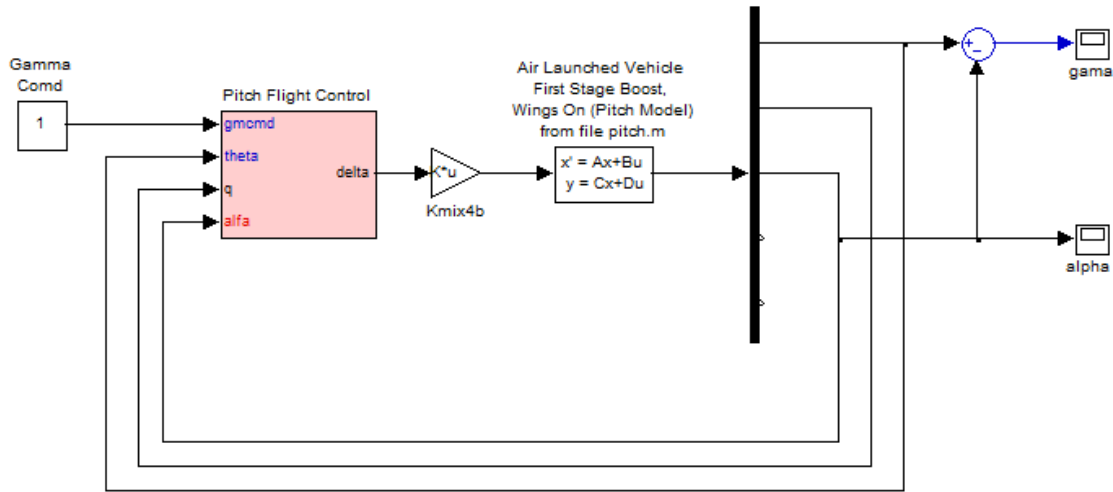 Gamma
Comd
1
Pitch Flight Control
gmcmd
theta
q
alfa
delta
K*u
Kmix4b
Air Launched Vehicle
First Stage Boost,
Wings On (Pitch Model)
from file pitch.m
x' = Ax+Bu
y = Cx+Du
gama
alpha